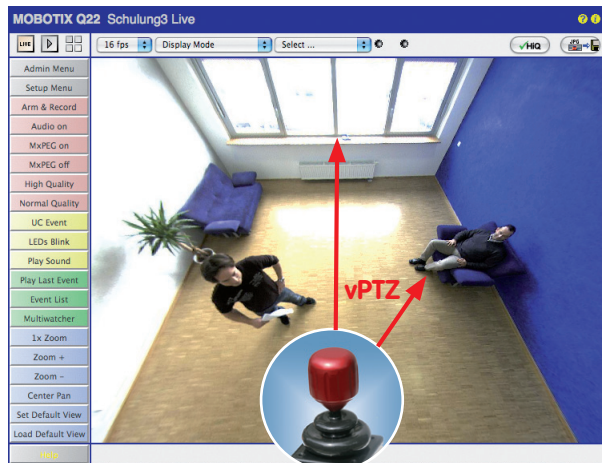 MOBOTIX Q22 Schulung3 Live
LIVE
16 fps
Display Mode
Select ...
HiQ
JPG
Admin Menu
Setup Menu
Arm & Record
Audio on
MxPEG on
MxPEG off
High Quality
Normal Quality
UC Event
LEDs Blink
Play Sound
Play Last Event
Event List
Multiwatcher
1x Zoom
Zoom +
Zoom −
Center Pan
Set Default View
Load Default View
Help
vPTZ